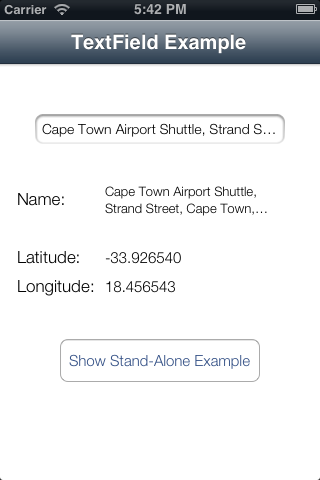 Carrier 5:42 PM
TextField Example
Cape Town Airport Shuttle, Strand S...
Name: Cape Town Airport Shuttle,
Strand Street, Cape Town,...
Latitude: -33.926540
Longitude: 18.456543
Show Stand-Alone Example